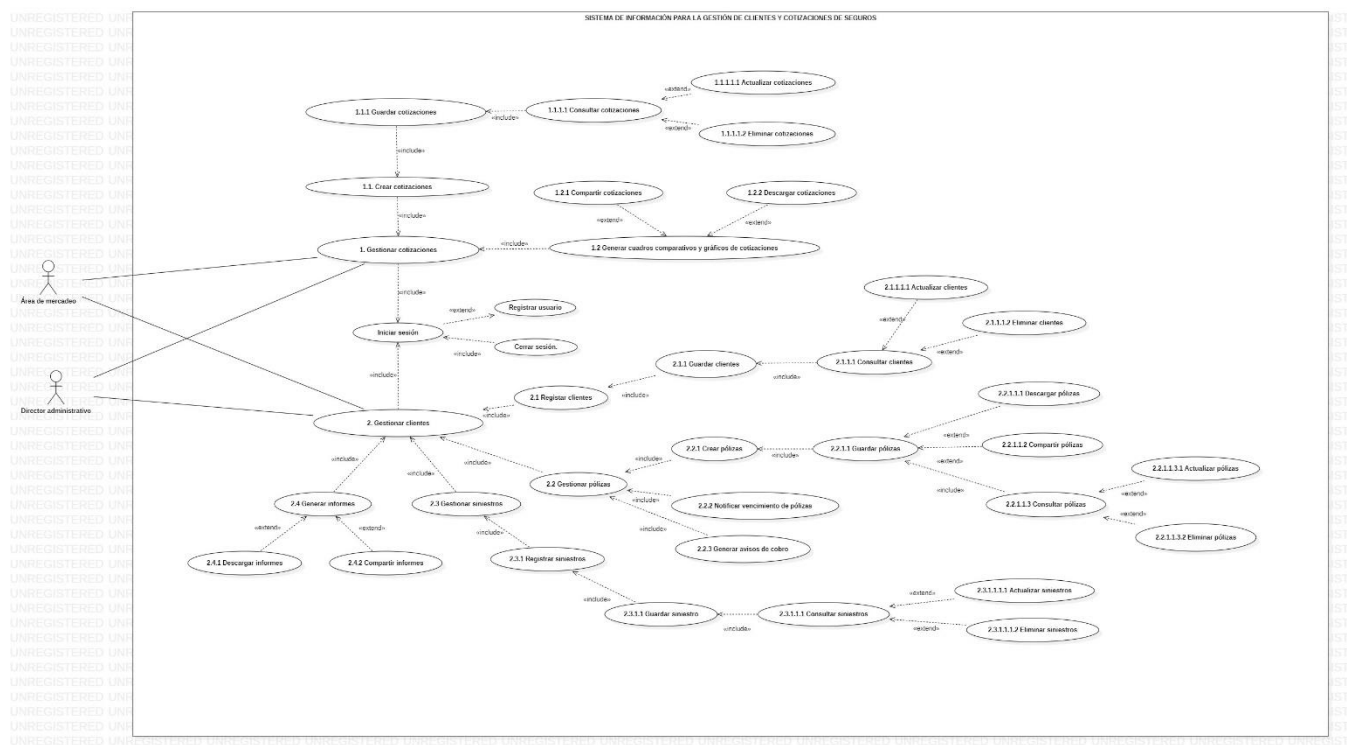 SISTEMA DE INFORMACIÓN PARA LA GESTIÓN DE CLIENTES Y COTIZACIONES DE SEGUROS
1.1.1.1.1 Actualizar cotizaciones
«extend»
1.1.1 Guardar cotizaciones
1.1.1.1 Consultar cotizaciones
«include»
«extend»
1.1.1.1.2 Eliminar cotizaciones
«include»
1.1. Crear cotizaciones
1.2.1 Compartir cotizaciones
1.2.2 Descargar cotizaciones
«include»
«extend»
«extend»
1. Gestionar cotizaciones
«include»
1.2 Generar cuadros comparativos y gráficos de cotizaciones
Área de mercadeo
«include»
2.1.1.1.1 Actualizar clientes
Registrar usuario
«extend»
«extend»
2.1.1.1.2 Eliminar clientes
Iniciar sesión
Cerrar sesión.
«include»
«extend»
2.1.1 Guardar clientes
2.1.1.1 Consultar clientes
«include»
«include»
Director administrativo
2.1 Registar clientes
«include»
2.2.1.1.1 Descargar pólizas
«include»
2. Gestionar clientes
«extend»
2.2.1 Crear pólizas
2.2.1.1 Guardar pólizas
2.2.1.1.2 Compartir pólizas
«include»
«include»
«include»
«include»
«include»
2.2.1.1.3.1 Actualizar pólizas
2.2 Gestionar pólizas
«include»
«extend»
2.4 Generar informes
2.3 Gestionar siniestros
«include»
2.2.2 Notificar vencimiento de pólizas
2.2.1.1.3 Consultar pólizas
«extend»
«extend»
«extend»
«include»
«include»
2.2.3 Generar avisos de cobro
2.2.1.1.3.2 Eliminar pólizas
2.4.1 Descargar informes
2.4.2 Compartir informes
2.3.1 Registrar siniestros
«include»
2.3.1.1 Guardar siniestro
2.3.1.1.1 Consultar siniestros
«include»
«extend»
2.3.1.1.1.1 Actualizar siniestros
«extend»
2.3.1.1.1.2 Eliminar siniestros
UNREGISTERED